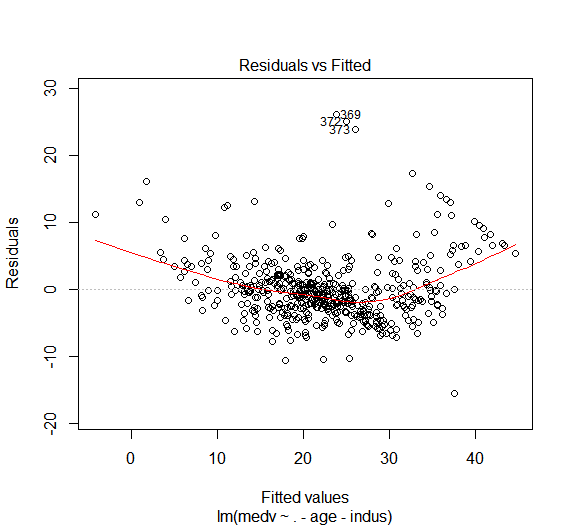 Residuals vs Fitted
30
20
10
0
-10
-20
Residuals
369
372
373
0 10 20 30 40
Fitted values
lm(medv ~ . - age - indus)